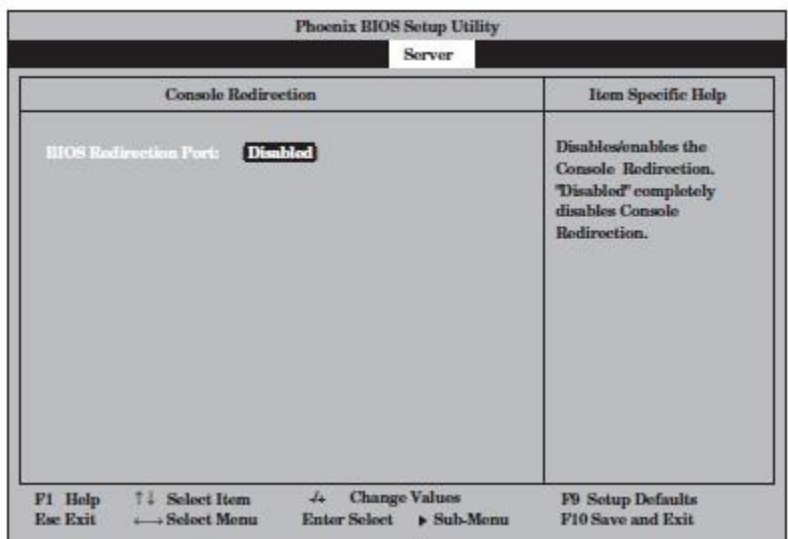 Phoenix BIOS Setup Utility
Server
Console Redirection
Item Specific Help
BIOS Redirection Port: [Disabled]
Disables/enables the
Console Redirection.
"Disabled" completely
disables Console
Redirection.
F1 Help ↑↓ Select Item -/+ Change Values F9 Setup Defaults
Esc Exit ←→ Select Menu Enter Select ▶ Sub-Menu F10 Save and Exit